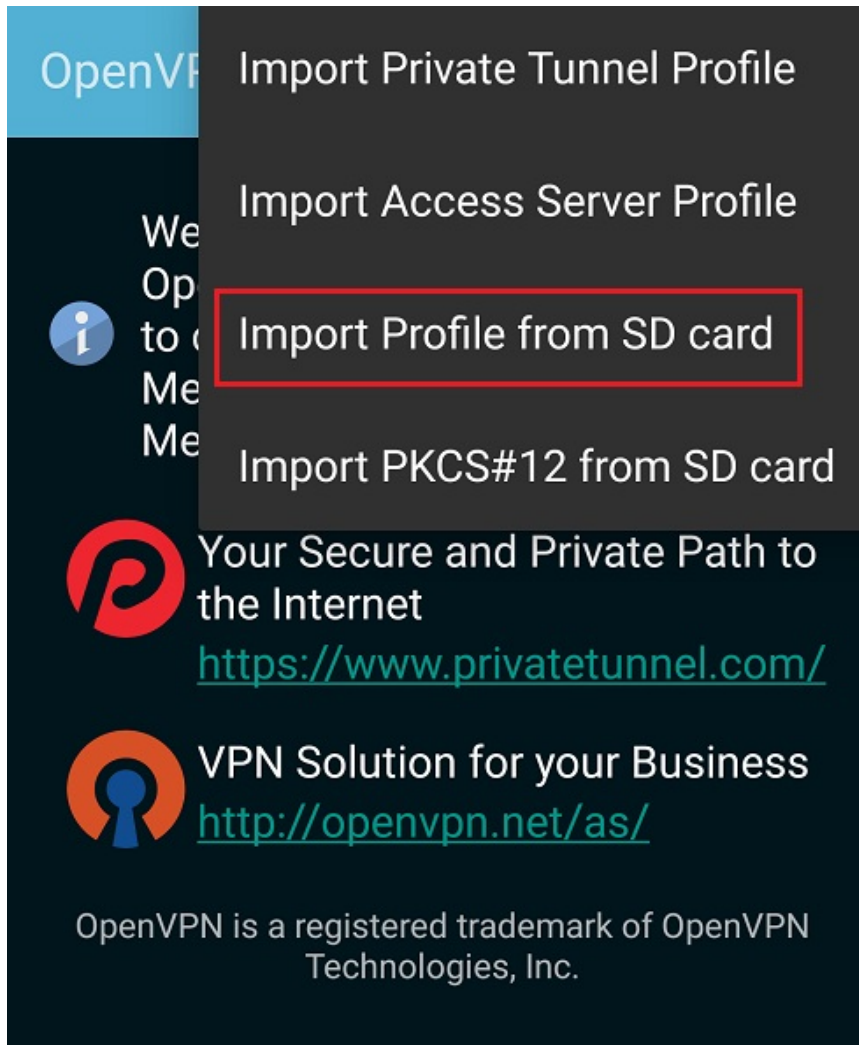 OpenVP
Import Private Tunnel Profile
Import Access Server Profile
Import Profile from SD card
Import PKCS#12 from SD card
We
Op
to
Me
Me
Your Secure and Private Path to
the Internet
https://www.privatetunnel.com/
VPN Solution for your Business
http://openvpn.net/as/
OpenVPN is a registered trademark of OpenVPN
Technologies, Inc.